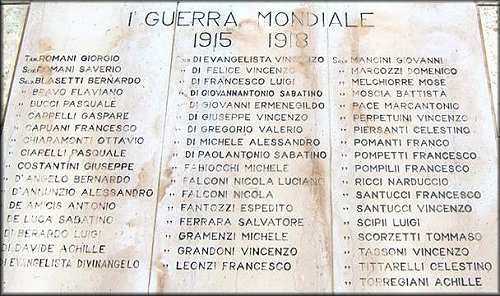 1ª GUERRA MONDIALE
1915 1918
TEN. ROMANI GIORGIO
ROMANI SAVERIO
BLASETTI BERNARDO
" BRAVO FLAVIANO
" BUCCI PASQUALE
" CAPPELLI GASPARE
" CAPUANI FRANCESCO
" CHIARAMONTI OTTAVIO
" CIARELLI PASQUALE
" COSTANTINI GIUSEPPE
" D'ANGELO BERNARDO
" D'ANNUNZIO ALESSANDRO
" DE AMICIS ANTONIO
" DE LUCA SABATINO
DI BERARDO LUIGI
DI DAVIDE ACHILLE
DI EVANGELISTA DIVINANGELO
SOLD. DI EVANGELISTA VINCENZO
" DI FELICE VINCENZO
" DI FRANCESCO LUIGI
" DI GIOVANNANTONIO SABATINO
" DI GIOVANNI ERMENEGILDO
" DI GIUSEPPE VINCENZO
" DI GREGORIO VALERIO
" DI MICHELE ALESSANDRO
" DI PAOLANTONIO SABATINO
" FABIOCCHI MICHELE
" FALCONI NICOLA LUCIANO
" FALCONI NICOLA
" FANTOZZI ESPEDITO
" FERRARA SALVATORE
" GRAMENZI MICHELE
" GRANDONI VINCENZO
" LEONZI FRANCESCO
SOLD. MANCINI GIOVANNI
" MARCOZZI DOMENICO
" MELCHIORRE MOSE
" MOSCIA BATTISTA
" PACE MARCANTONIO
" PERPETUINI VINCENZO
" PIERSANTI CELESTINO
" POMANTI FRANCO
" POMPETTI FRANCESCO
" POMPILII FRANCESCO
" RICCI NARDUCCIO
" SANTUCCI FRANCESCO
" SANTUCCI VINCENZO
" SCIPII LUIGI
" SCORZETTI TOMMASO
" TASSONI VINCENZO
" TITTARELLI CELESTINO
" TORREGIANI ACHILLE